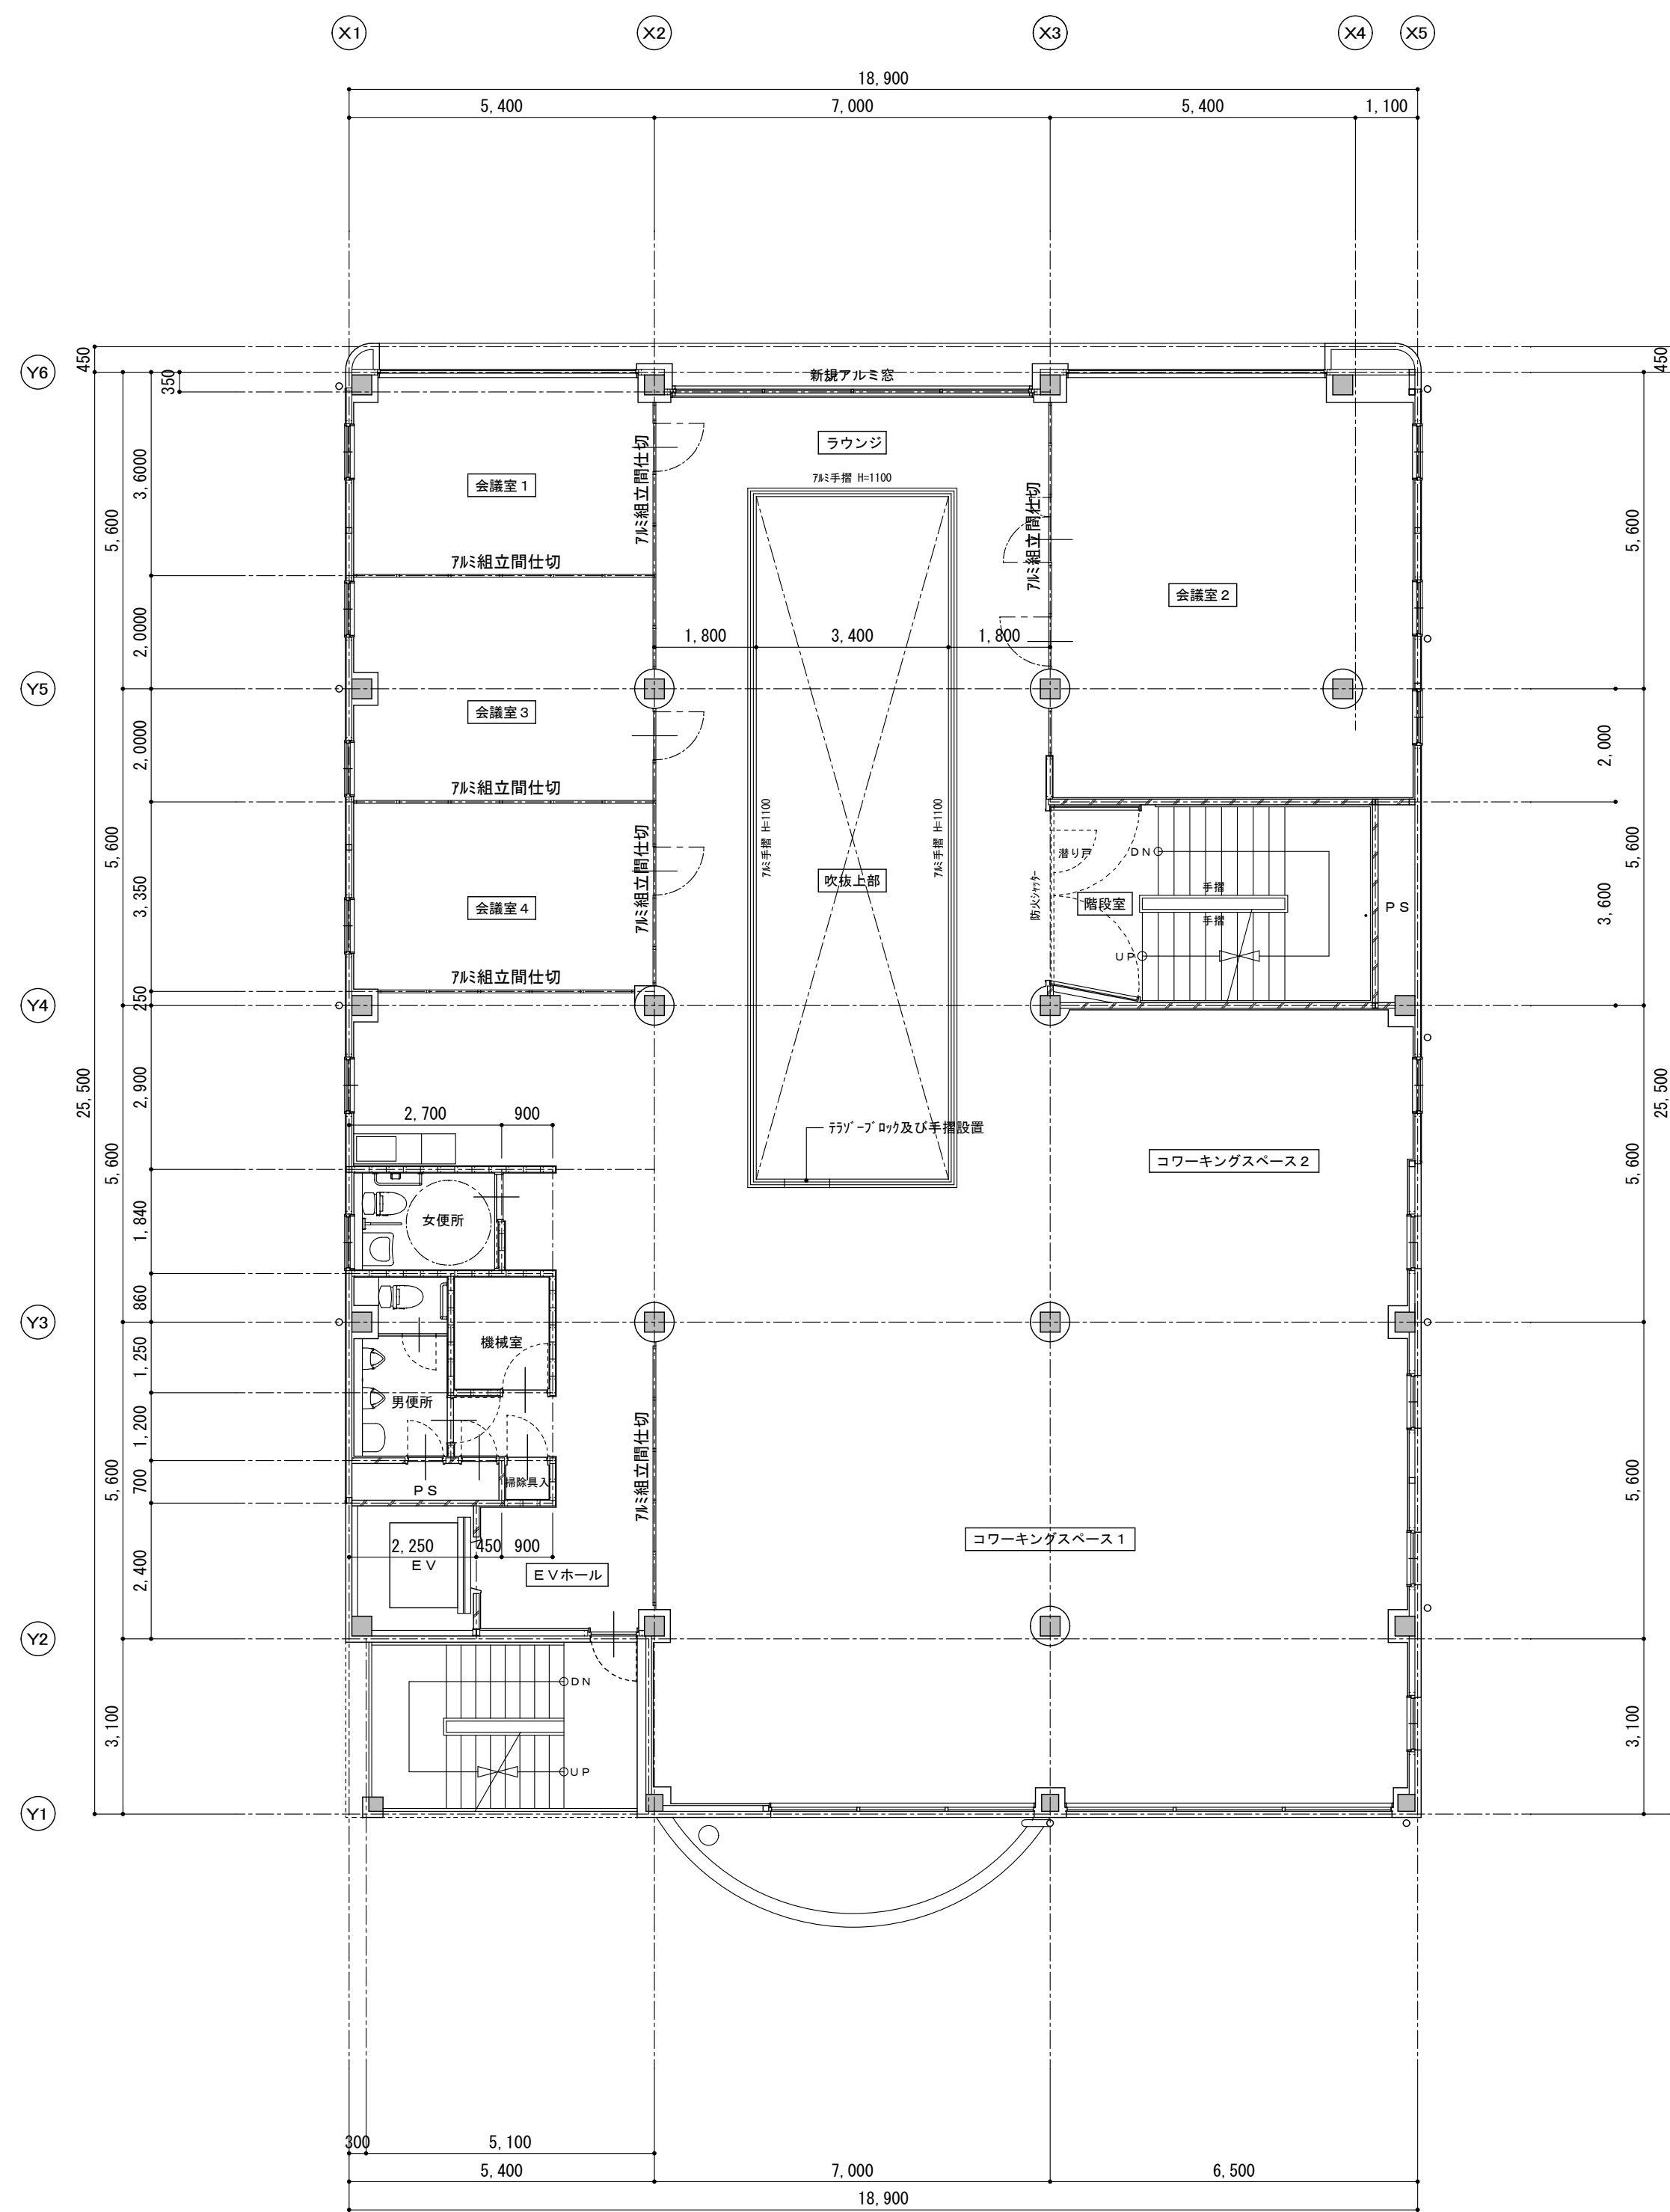 X1 X2 X3 X4 X5
18,900
5,400 7,000 5,400 1,100
450
450
Y6
350
新規アルミ窓
ラウンジ
ｱﾙﾐ手摺 H=1100
3,6000
会議室１
ｱﾙﾐ組立間仕切
ｱﾙﾐ組立間仕切
5,600
5,600
ｱﾙﾐ組立間仕切
会議室２
2,0000
1,800 3,400 1,800
Y5
会議室３
2,0000
2,000
ｱﾙﾐ組立間仕切
ｱﾙﾐ手摺 H=1100
ｱﾙﾐ手摺 H=1100
5,600
5,600
潜り戸
DN
ｱﾙﾐ組立間仕切
吹抜上部
手摺
防火ｼｬｯﾀｰ
階段室
PS
3,350
会議室４
手摺
3,600
UP
ｱﾙﾐ組立間仕切
250
Y4
25,500
25,500
2,900
2,700 900
ﾃﾗｿﾞｰﾌﾞﾛｯｸ及び手摺設置
コワーキングスペース２
5,600
5,600
1,840
女便所
860
Y3
機械室
1,250
男便所
1,200
ｱﾙﾐ組立間仕切
5,600
5,600
700
PS
掃除具入
コワーキングスペース１
2,250 450 900
EV
ＥＶホール
2,400
Y2
DN
3,100
3,100
UP
Y1
300 5,100
5,400 7,000 6,500
18,900